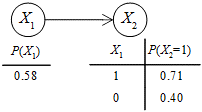 X₁ X₂
P(X₁) X₁ P(X₂=1)
0.58 1 0.71
0 0.40